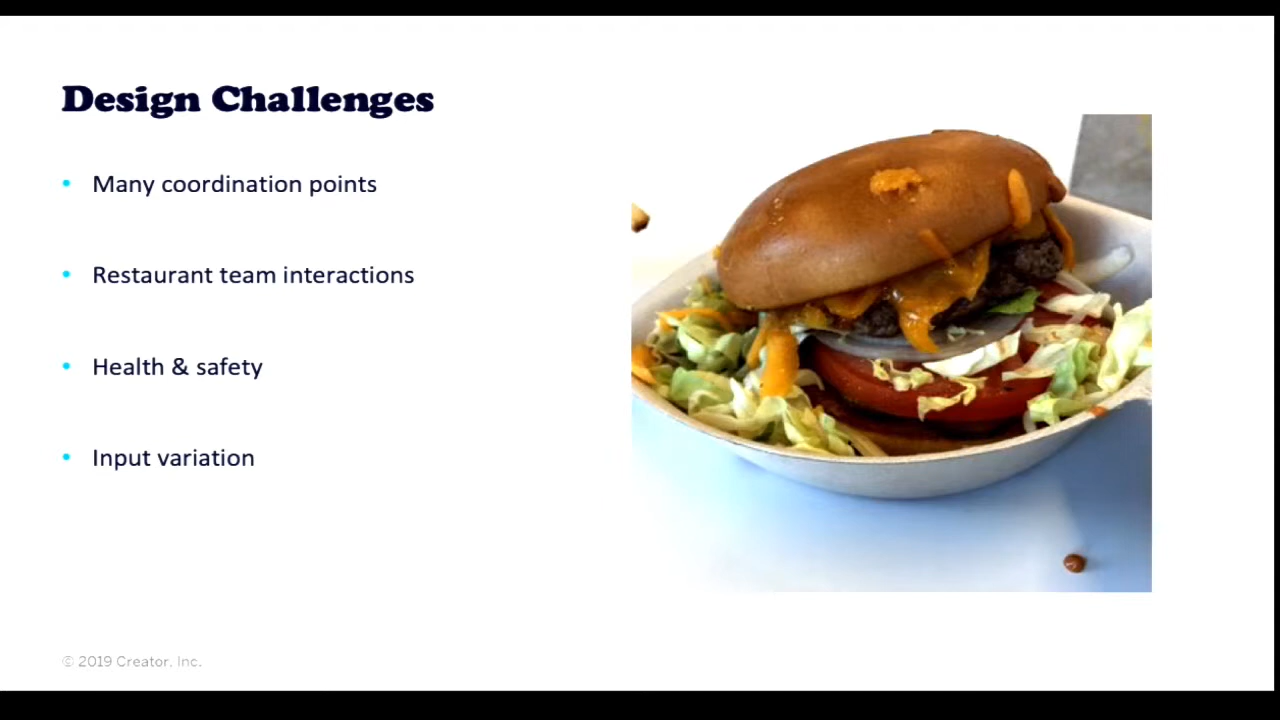 Design Challenges
• Many coordination points
• Restaurant team interactions
• Health & safety
• Input variation
© 2019 Creator, Inc.